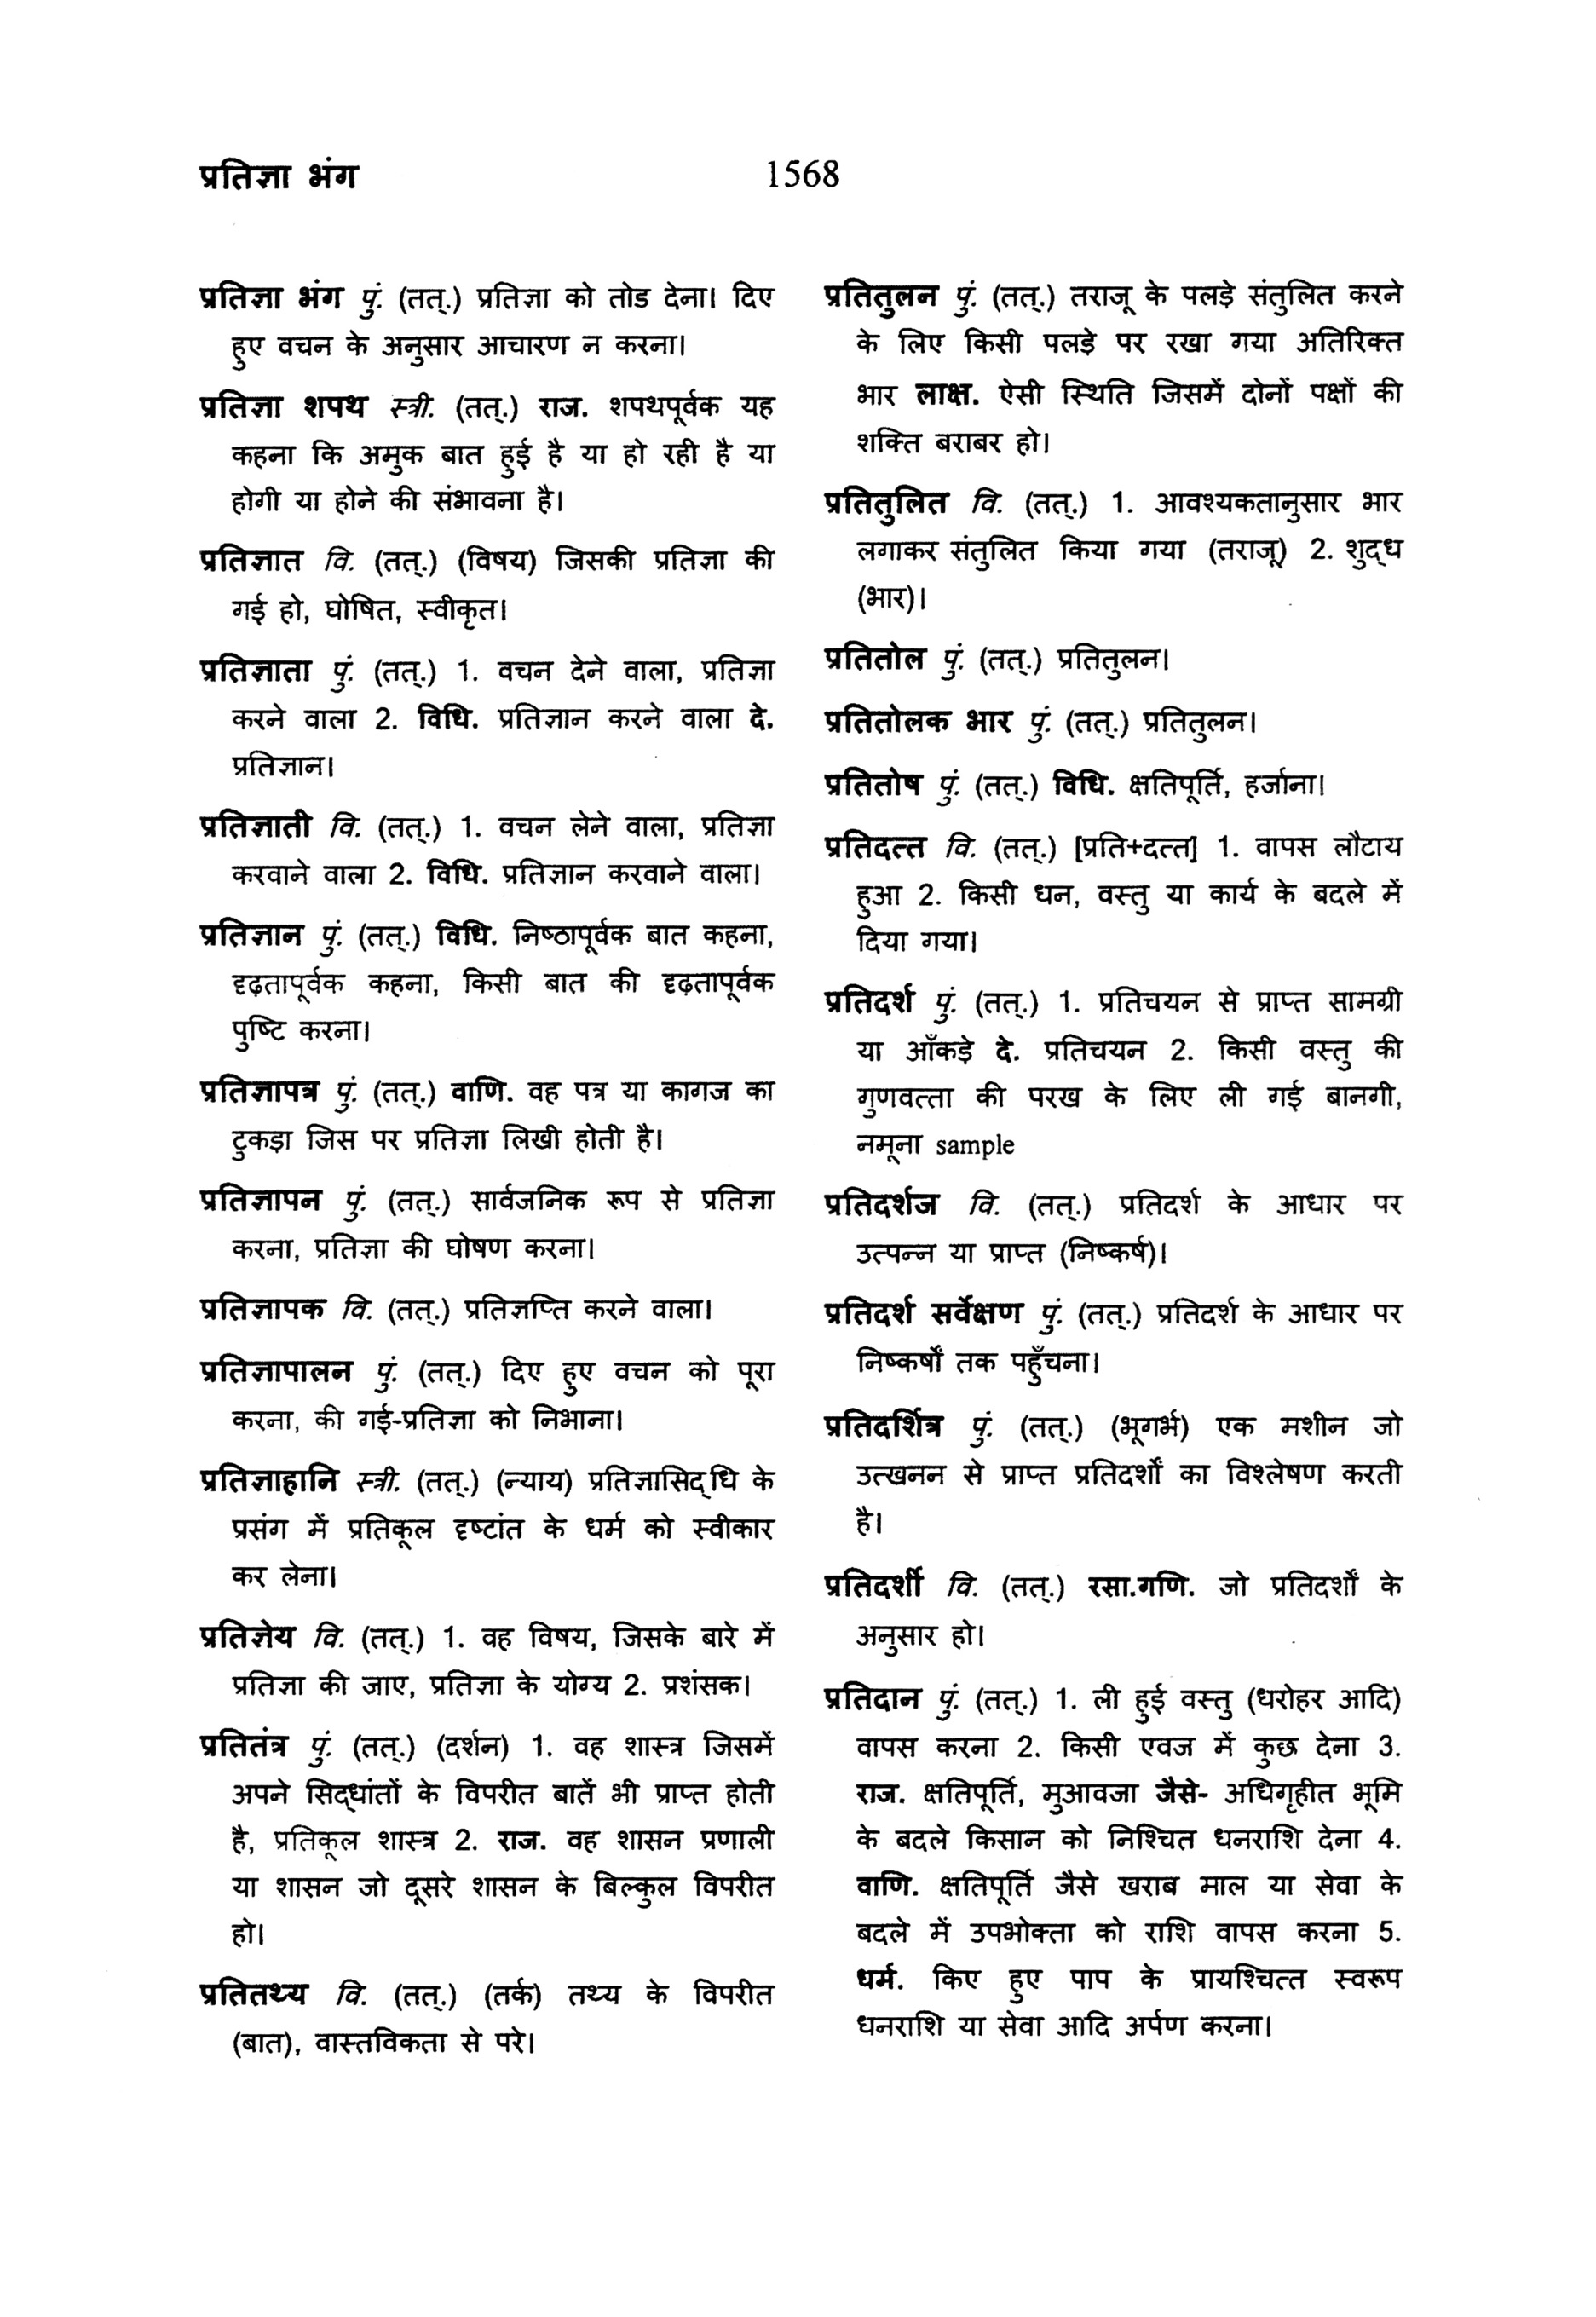 प्रतिज्ञा भंग
1568
प्रतिज्ञा भंग पुं. (तत्.) प्रतिज्ञा को तोड देना। दिए
हुए वचन के अनुसार आचारण न करना।
प्रतिज्ञा शपथ स्त्री. (तत्.) राज. शपथपूर्वक यह
कहना कि अमुक बात हुई है या हो रही है या
होगी या होने की संभावना है।
प्रतिज्ञात वि. (तत्.) (विषय) जिसकी प्रतिज्ञा की
गई हो, घोषित, स्वीकृत।
प्रतिज्ञाता पुं. (तत्.) 1. वचन देने वाला, प्रतिज्ञा
करने वाला 2. विधि. प्रतिज्ञान करने वाला दे.
प्रतिज्ञान।
प्रतिज्ञाती वि. (तत्.) 1. वचन लेने वाला, प्रतिज्ञा
करवाने वाला 2. विधि. प्रतिज्ञान करवाने वाला।
प्रतिज्ञान पुं. (तत्.) विधि. निष्ठापूर्वक बात कहना,
दृढ़तापूर्वक कहना, किसी बात की दृढ़तापूर्वक
पुष्टि करना।
प्रतिज्ञापत्र पुं. (तत्.) वाणि. वह पत्र या कागज का
टुकड़ा जिस पर प्रतिज्ञा लिखी होती है।
प्रतिज्ञापन पुं. (तत्.) सार्वजनिक रूप से प्रतिज्ञा
करना, प्रतिज्ञा की घोषण करना।
प्रतिज्ञापक वि. (तत्.) प्रतिज्ञप्ति करने वाला।
प्रतिज्ञापालन पुं. (तत्.) दिए हुए वचन को पूरा
करना, की गई-प्रतिज्ञा को निभाना।
प्रतिज्ञाहानि स्त्री. (तत्.) (न्याय) प्रतिज्ञासिद्धि के
प्रसंग में प्रतिकूल दृष्टांत के धर्म को स्वीकार
कर लेना।
प्रतिज्ञेय वि. (तत्.) 1. वह विषय, जिसके बारे में
प्रतिज्ञा की जाए, प्रतिज्ञा के योग्य 2. प्रशंसक।
प्रतितंत्र पुं. (तत्.) (दर्शन) 1. वह शास्त्र जिसमें
अपने सिद्धांतों के विपरीत बातें भी प्राप्त होती
है, प्रतिकूल शास्त्र 2. राज. वह शासन प्रणाली
या शासन जो दूसरे शासन के बिल्कुल विपरीत
हो।
प्रतितथ्य वि. (तत्.) (तर्क) तथ्य के विपरीत
(बात), वास्तविकता से परे।
प्रतितुलन पुं. (तत्.) तराजू के पलड़े संतुलित करने
के लिए किसी पलड़े पर रखा गया अतिरिक्त
भार लाक्ष. ऐसी स्थिति जिसमें दोनों पक्षों की
शक्ति बराबर हो।
प्रतितुलित वि. (तत्.) 1. आवश्यकतानुसार भार
लगाकर संतुलित किया गया (तराजू) 2. शुद्ध
(भार)।
प्रतितोल पुं. (तत्.) प्रतितुलन।
प्रतितोलक भार पुं. (तत्.) प्रतितुलन।
प्रतितोष पुं. (तत्.) विधि. क्षतिपूर्ति, हर्जाना।
प्रतिदत्त वि. (तत्.) [प्रति+दत्त] 1. वापस लौटाय
हुआ 2. किसी धन, वस्तु या कार्य के बदले में
दिया गया।
प्रतिदर्श पुं. (तत्.) 1. प्रतिचयन से प्राप्त सामग्री
या आँकड़े दे. प्रतिचयन 2. किसी वस्तु की
गुणवत्ता की परख के लिए ली गई बानगी,
नमूना sample
प्रतिदर्शज वि. (तत्.) प्रतिदर्श के आधार पर
उत्पन्न या प्राप्त (निष्कर्ष)।
प्रतिदर्श सर्वेक्षण पुं. (तत्.) प्रतिदर्श के आधार पर
निष्कर्षों तक पहुँचना।
प्रतिदर्शित्र पुं. (तत्.) (भूगर्भ) एक मशीन जो
उत्खनन से प्राप्त प्रतिदर्शों का विश्लेषण करती
है।
प्रतिदर्शी वि. (तत्.) रसा.गणि. जो प्रतिदर्शों के
अनुसार हो।
प्रतिदान पुं. (तत्.) 1. ली हुई वस्तु (धरोहर आदि)
वापस करना 2. किसी एवज में कुछ देना 3.
राज. क्षतिपूर्ति, मुआवजा जैसे- अधिगृहीत भूमि
के बदले किसान को निश्चित धनराशि देना 4.
वाणि. क्षतिपूर्ति जैसे खराब माल या सेवा के
बदले में उपभोक्ता को राशि वापस करना 5.
धर्म. किए हुए पाप के प्रायश्चित्त स्वरूप
धनराशि या सेवा आदि अर्पण करना।